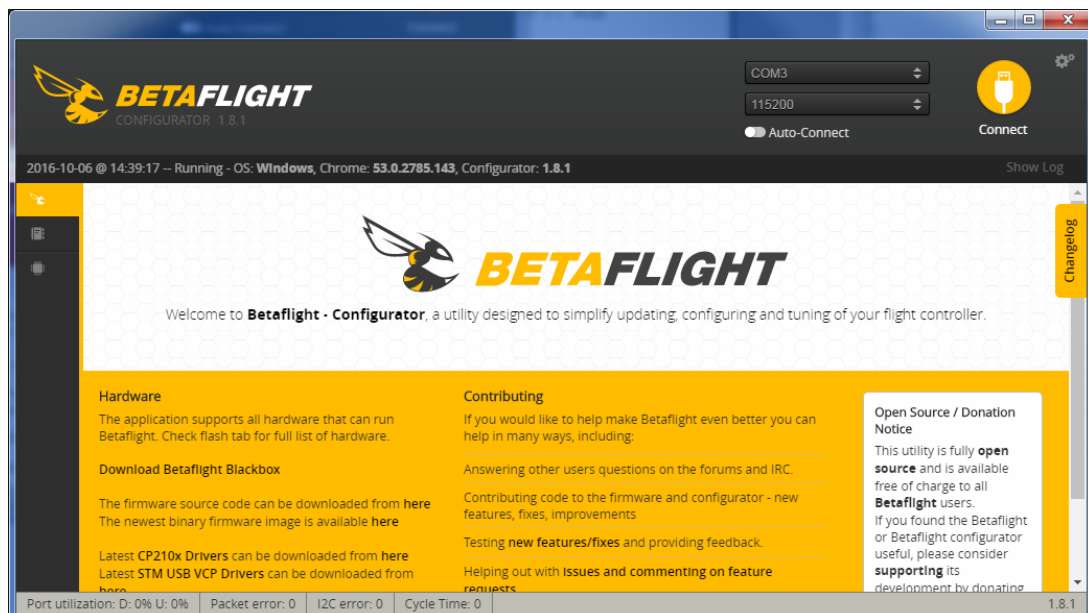 BETAFLIGHT
CONFIGURATOR 1.8.1
COM3
115200
Auto-Connect
Connect
2016-10-06 @ 14:39:17 -- Running - OS: Windows, Chrome: 53.0.2785.143, Configurator: 1.8.1
Show Log
Changelog
BETAFLIGHT
Welcome to Betaflight - Configurator, a utility designed to simplify updating, configuring and tuning of your flight controller.
Hardware
The application supports all hardware that can run
Betaflight. Check flash tab for full list of hardware.
Download Betaflight Blackbox
The firmware source code can be downloaded from here
The newest binary firmware image is available here
Latest CP210x Drivers can be downloaded from here
Latest STM USB VCP Drivers can be downloaded from
here
Contributing
If you would like to help make Betaflight even better you can
help in many ways, including:
Answering other users questions on the forums and IRC.
Contributing code to the firmware and configurator - new
features, fixes, improvements
Testing new features/fixes and providing feedback.
Helping out with issues and commenting on feature
requests.
Open Source / Donation
Notice
This utility is fully open
source and is available
free of charge to all
Betaflight users.
If you found the Betaflight
or Betaflight configurator
useful, please consider
supporting its
development by donating
Port utilization: D: 0% U: 0%
Packet error: 0
I2C error: 0
Cycle Time: 0
1.8.1